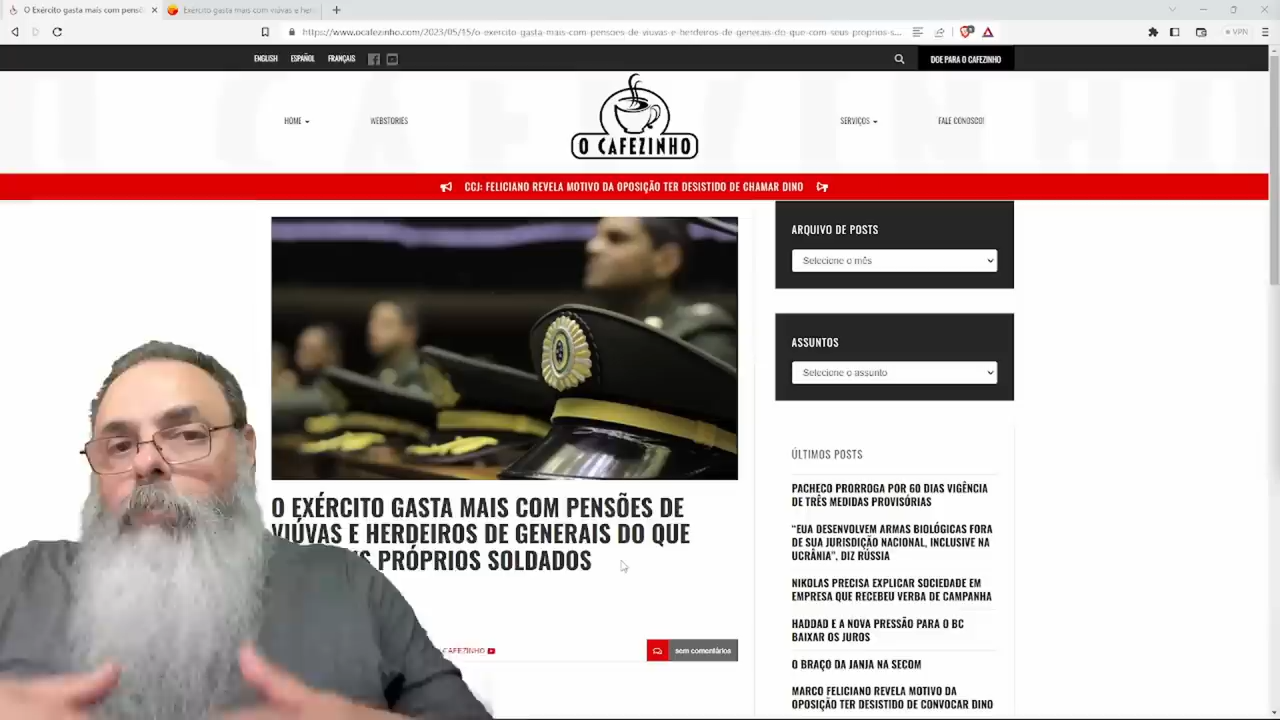 O Exército gasta mais com pensõe
Exército gasta mais com viúvas e her
https://www.ocafezinho.com/2023/05/15/o-exercito-gasta-mais-com-pensoes-de-viuvas-e-herdeiros-de-generais-do-que-com-seus-proprios-s...
VPN
ENGLISH ESPAÑOL FRANÇAIS
DOE PARA O CAFEZINHO
HOME
WEBSTORIES
O CAFEZINHO
SERVIÇOS
FALE CONOSCO!
CCJ: FELICIANO REVELA MOTIVO DA OPOSIÇÃO TER DESISTIDO DE CHAMAR DINO
O EXÉRCITO GASTA MAIS COM PENSÕES DE
VIÚVAS E HERDEIROS DE GENERAIS DO QUE
PRÓPRIOS SOLDADOS
CAFEZINHO
sem comentários
ARQUIVO DE POSTS
Selecione o mês
ASSUNTOS
Selecione o assunto
ÚLTIMOS POSTS
PACHECO PRORROGA POR 60 DIAS VIGÊNCIA
DE TRÊS MEDIDAS PROVISÓRIAS
“EUA DESENVOLVEM ARMAS BIOLÓGICAS FORA
DE SUA JURISDIÇÃO NACIONAL, INCLUSIVE NA
UCRÂNIA”, DIZ RÚSSIA
NIKOLAS PRECISA EXPLICAR SOCIEDADE EM
EMPRESA QUE RECEBEU VERBA DE CAMPANHA
HADDAD E A NOVA PRESSÃO PARA O BC
BAIXAR OS JUROS
O BRAÇO DA JANJA NA SECOM
MARCO FELICIANO REVELA MOTIVO DA
OPOSIÇÃO TER DESISTIDO DE CONVOCAR DINO